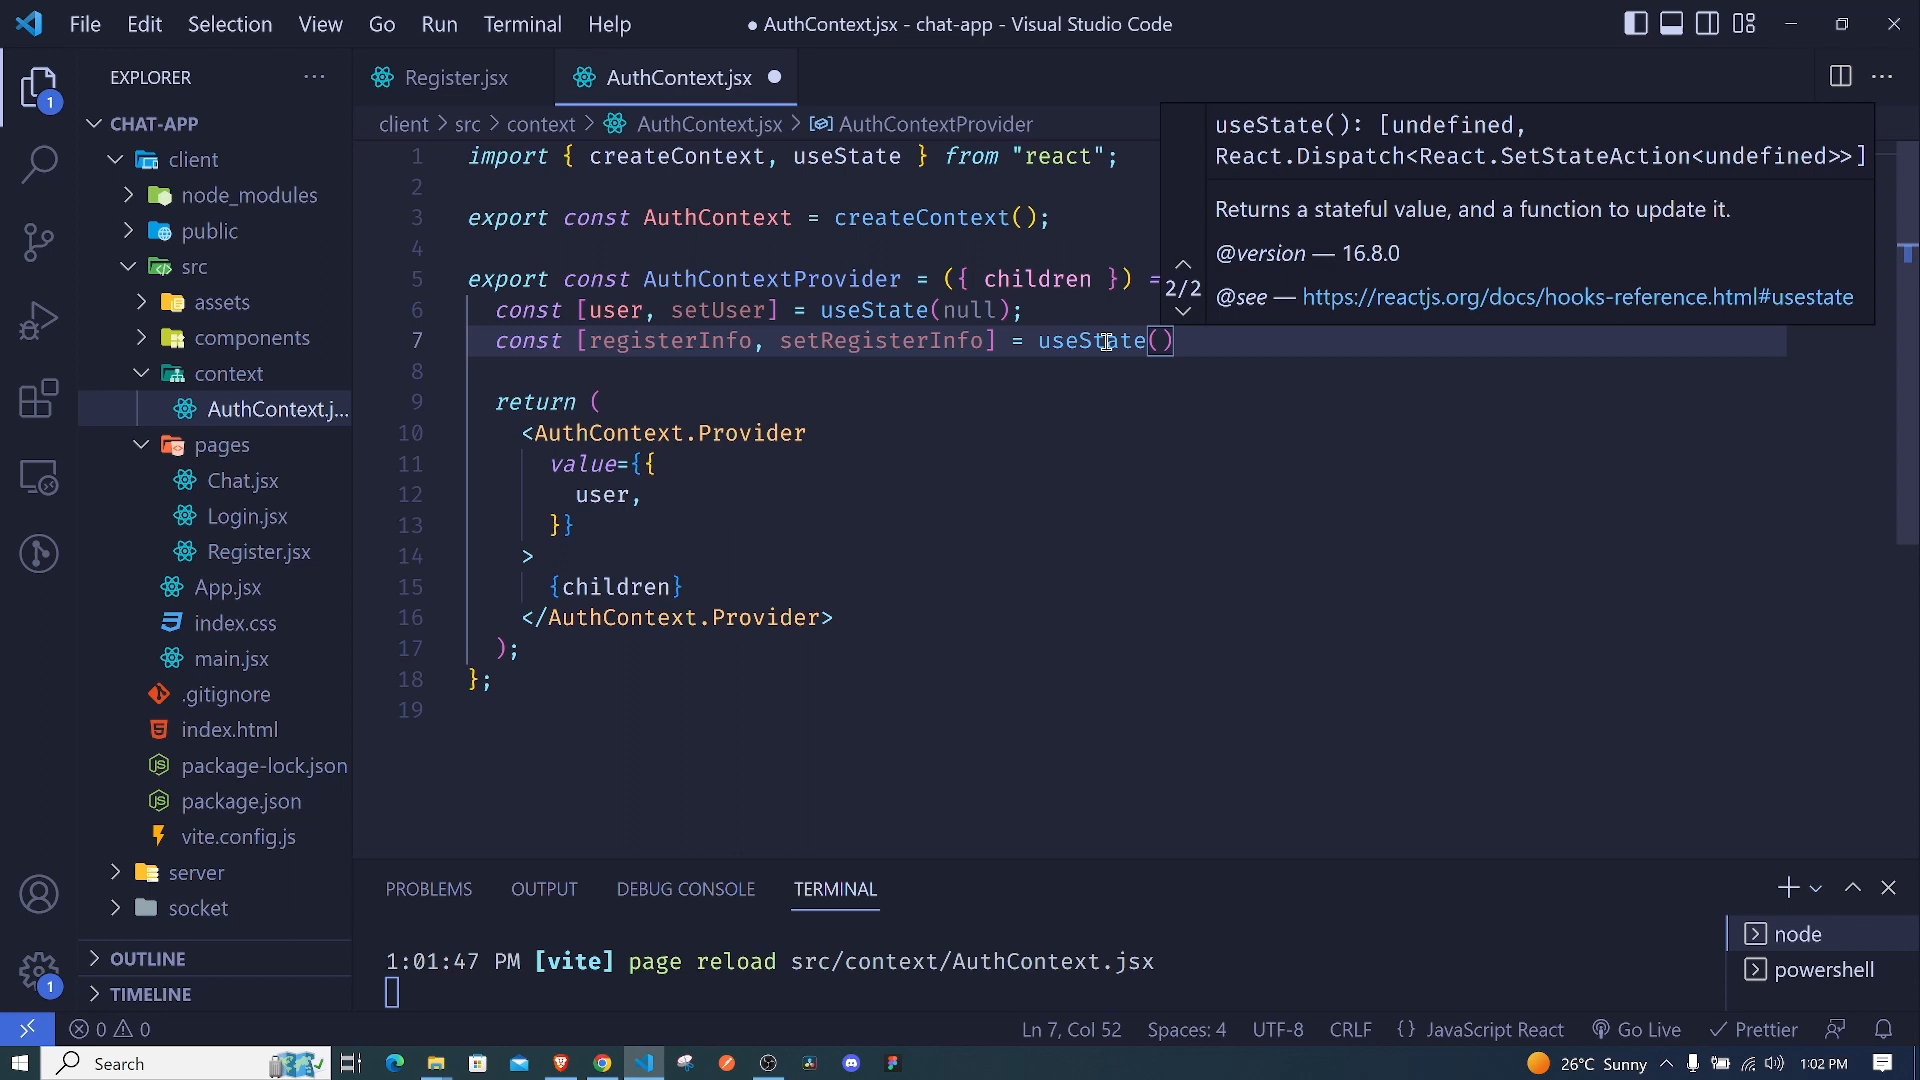 File Edit Selection View Go Run Terminal Help
● AuthContext.jsx - chat-app - Visual Studio Code
EXPLORER
Register.jsx
AuthContext.jsx
1
CHAT-APP
client
node_modules
public
src
assets
components
context
AuthContext.j...
pages
Chat.jsx
Login.jsx
Register.jsx
App.jsx
index.css
main.jsx
.gitignore
index.html
package-lock.json
package.json
vite.config.js
server
socket
OUTLINE
TIMELINE
1
client > src > context > AuthContext.jsx > AuthContextProvider
1 import { createContext, useState } from "react";
2
3 export const AuthContext = createContext();
4
5 export const AuthContextProvider = ({ children }) =
6 const [user, setUser] = useState(null);
7 const [registerInfo, setRegisterInfo] = useState()
8
9 return (
10 <AuthContext.Provider
11 value={{
12 user,
13 }}
14 >
15 {children}
16 </AuthContext.Provider>
17 );
18 };
19
useState(): [undefined,
React.Dispatch<React.SetStateAction<undefined>>]
Returns a stateful value, and a function to update it.
@version — 16.8.0
2/2
@see — https://reactjs.org/docs/hooks-reference.html#usestate
PROBLEMS OUTPUT DEBUG CONSOLE TERMINAL
1:01:47 PM [vite] page reload src/context/AuthContext.jsx
node
powershell
0 0
Ln 7, Col 52 Spaces: 4 UTF-8 CRLF {} JavaScript React Go Live Prettier
Search
26°C Sunny
1:02 PM